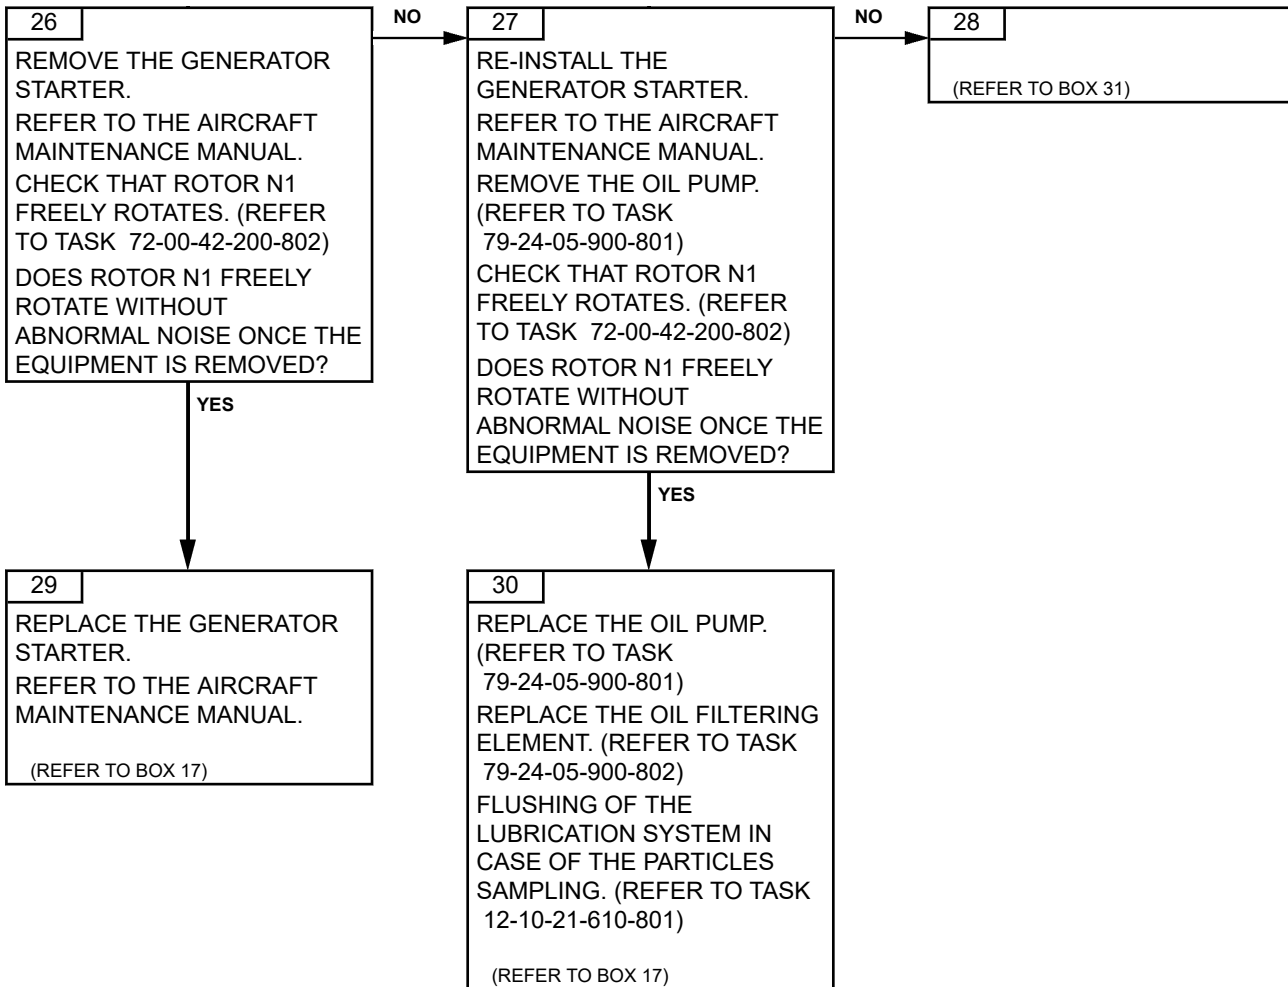 26
REMOVE THE GENERATOR
STARTER.
REFER TO THE AIRCRAFT
MAINTENANCE MANUAL.
CHECK THAT ROTOR N1
FREELY ROTATES. (REFER
TO TASK 72-00-42-200-802)
DOES ROTOR N1 FREELY
ROTATE WITHOUT
ABNORMAL NOISE ONCE THE
EQUIPMENT IS REMOVED?
NO
27
RE-INSTALL THE
GENERATOR STARTER.
REFER TO THE AIRCRAFT
MAINTENANCE MANUAL.
REMOVE THE OIL PUMP.
(REFER TO TASK
79-24-05-900-801)
CHECK THAT ROTOR N1
FREELY ROTATES. (REFER
TO TASK 72-00-42-200-802)
DOES ROTOR N1 FREELY
ROTATE WITHOUT
ABNORMAL NOISE ONCE THE
EQUIPMENT IS REMOVED?
NO
28
(REFER TO BOX 31)
YES
YES
29
REPLACE THE GENERATOR
STARTER.
REFER TO THE AIRCRAFT
MAINTENANCE MANUAL.
(REFER TO BOX 17)
30
REPLACE THE OIL PUMP.
(REFER TO TASK
79-24-05-900-801)
REPLACE THE OIL FILTERING
ELEMENT. (REFER TO TASK
79-24-05-900-802)
FLUSHING OF THE
LUBRICATION SYSTEM IN
CASE OF THE PARTICLES
SAMPLING. (REFER TO TASK
12-10-21-610-801)
(REFER TO BOX 17)